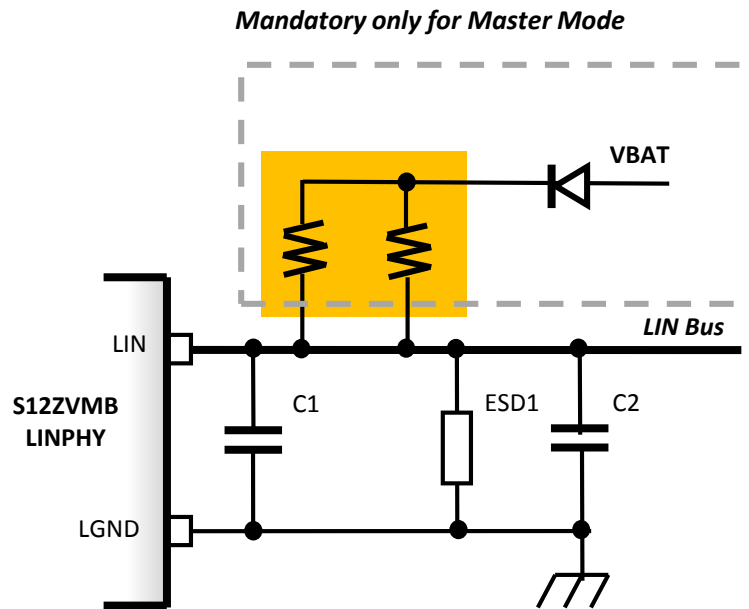 Mandatory only for Master Mode
VBAT
LIN Bus
LIN
C1
ESD1
C2
S12ZVMB
LINPHY
LGND